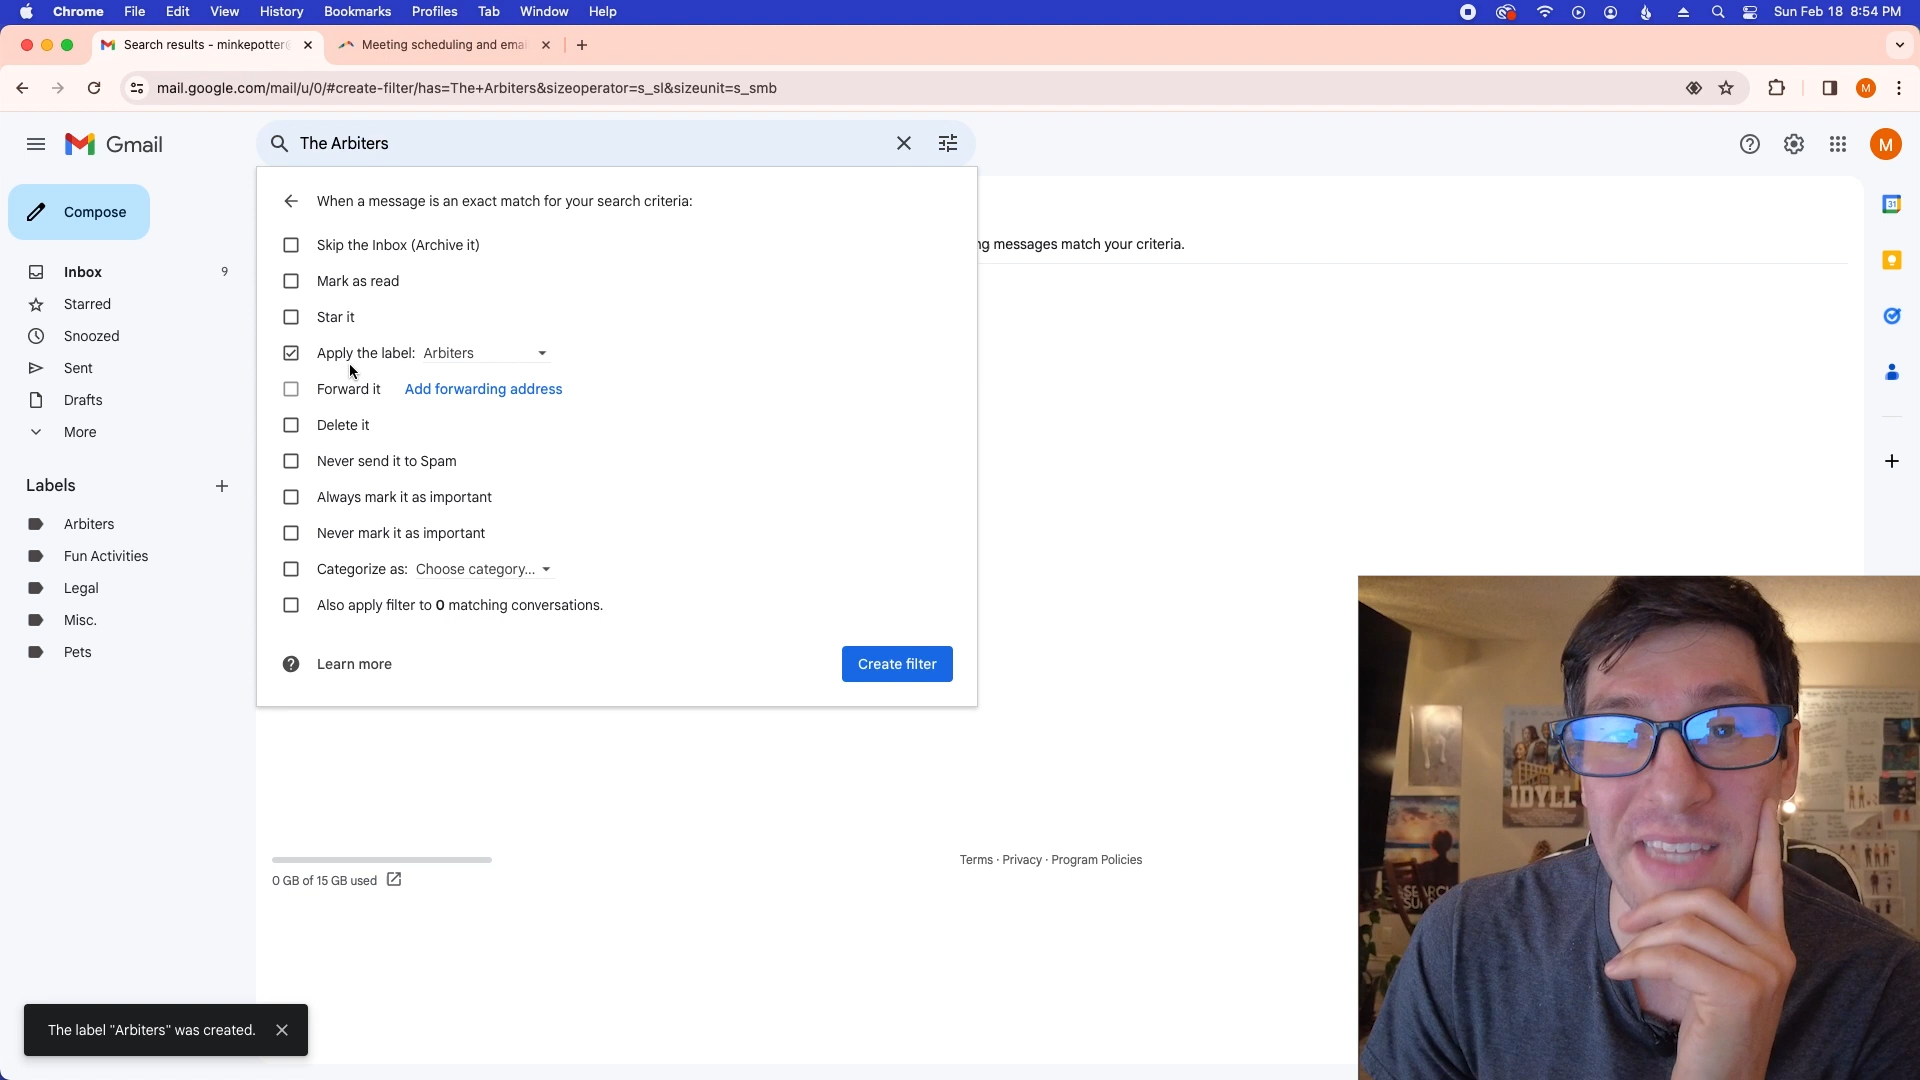 Chrome File Edit View History Bookmarks Profiles Tab Window Help Sun Feb 18 8:54 PM
Search results - minkepotter Meeting scheduling and emai
mail.google.com/mail/u/0/#create-filter/has=The+Arbiters&sizeoperator=s_sl&sizeunit=s_smb M
Gmail
The Arbiters
M
Compose
Inbox 9
Starred
Snoozed
Sent
Drafts
More
Labels
Arbiters
Fun Activities
Legal
Misc.
Pets
When a message is an exact match for your search criteria:
Skip the Inbox (Archive it)
Mark as read
Star it
Apply the label: Arbiters
Forward it Add forwarding address
Delete it
Never send it to Spam
Always mark it as important
Never mark it as important
Categorize as: Choose category...
Also apply filter to 0 matching conversations.
Learn more
Create filter
messages match your criteria.
31
0 GB of 15 GB used
Terms · Privacy · Program Policies
The label "Arbiters" was created.
IDYLL